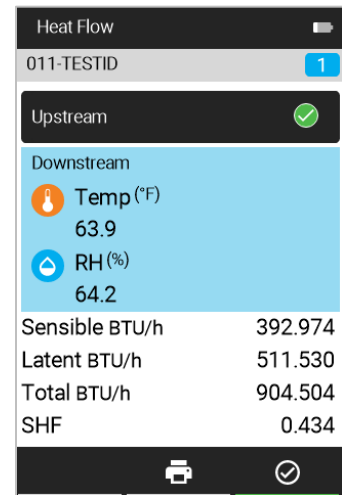 Heat Flow
011-TESTID 1
Upstream
Downstream
Temp (°F)
63.9
RH (%)
64.2
Sensible BTU/h 392.974
Latent BTU/h 511.530
Total BTU/h 904.504
SHF 0.434